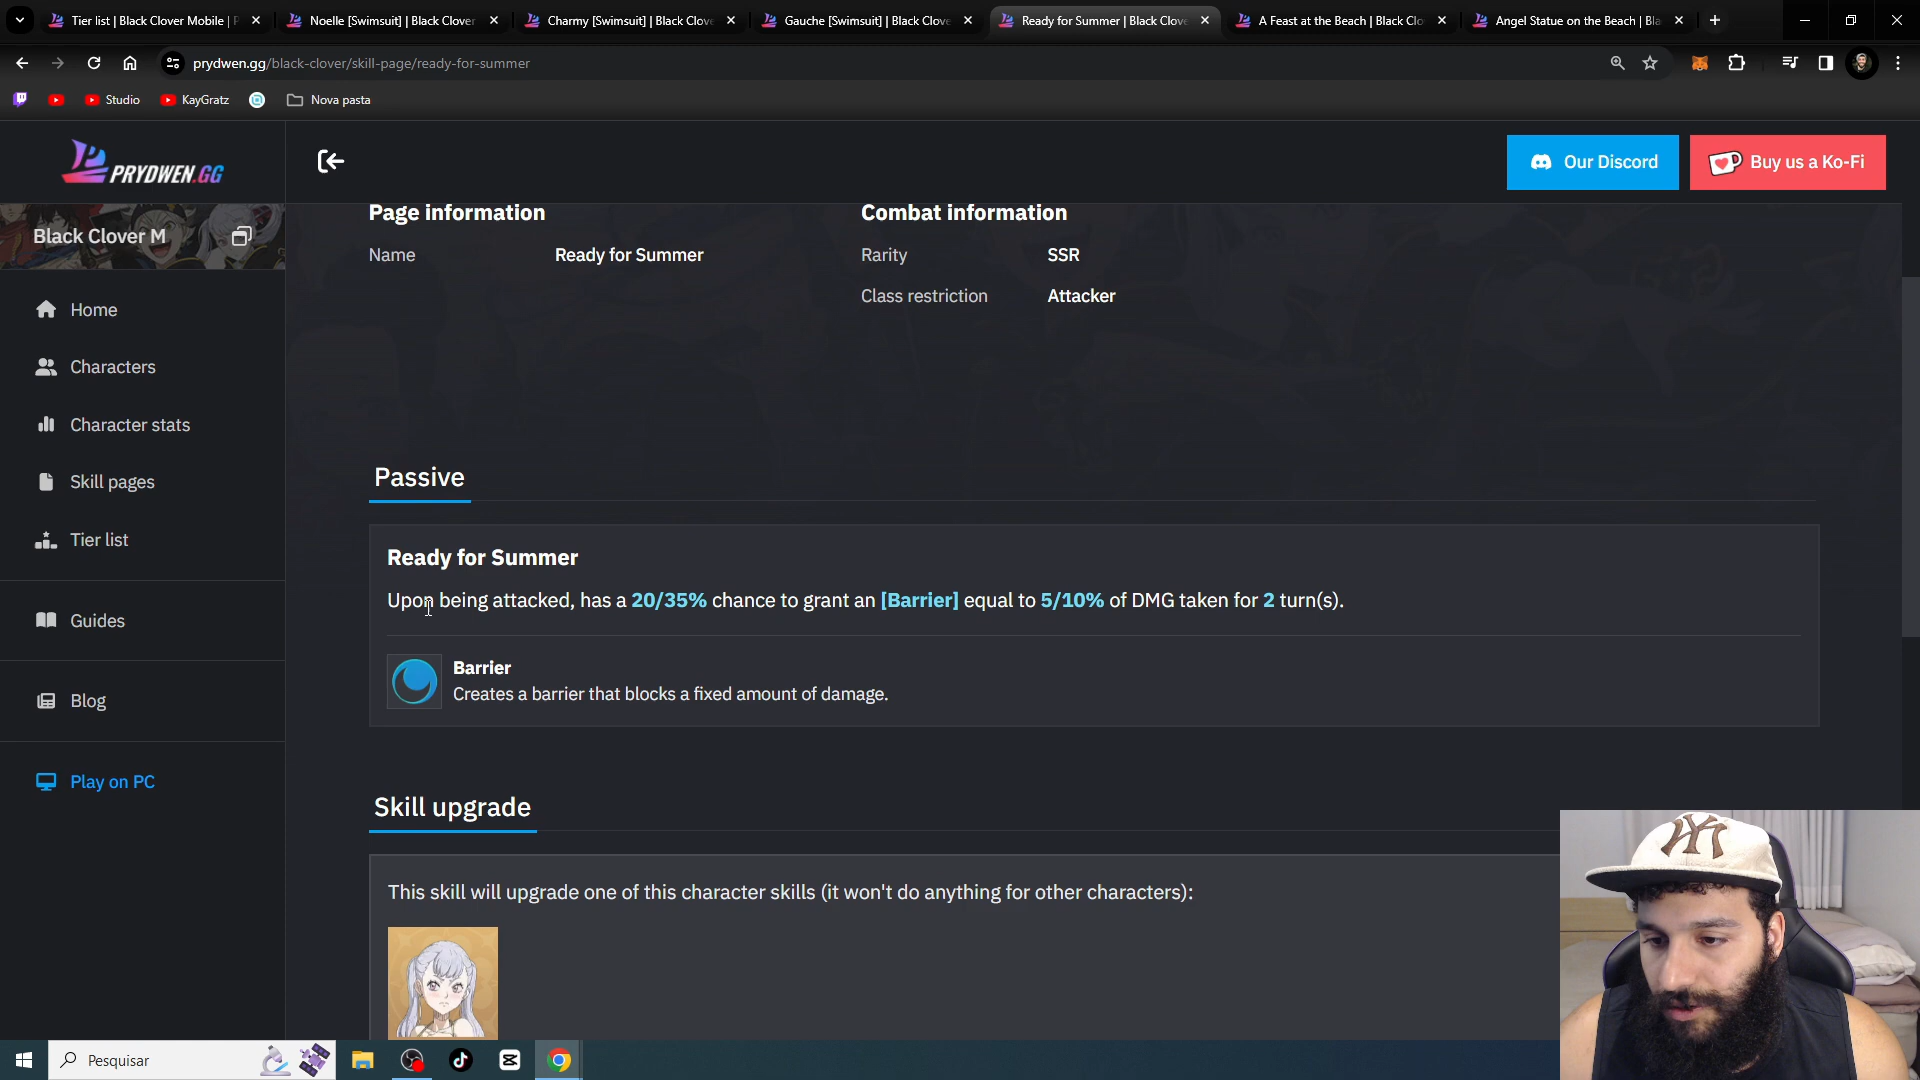 Tier list | Black Clover Mobile | P
Noelle [Swimsuit] | Black Clover
Charmy [Swimsuit] | Black Clove
Gauche [Swimsuit] | Black Clove
Ready for Summer | Black Clove
A Feast at the Beach | Black Clo
Angel Statue on the Beach | Bla
prydwen.gg/black-clover/skill-page/ready-for-summer
Studio
KayGratz
Nova pasta
PRYDWEN.GG
Our Discord
Buy us a Ko-Fi
Black Clover M
Home
Characters
Character stats
Skill pages
Tier list
Guides
Blog
Play on PC
Page information
Name Ready for Summer
Combat information
Rarity SSR
Class restriction Attacker
Passive
Ready for Summer
Upon being attacked, has a 20/35% chance to grant an [Barrier] equal to 5/10% of DMG taken for 2 turn(s).
Barrier
Creates a barrier that blocks a fixed amount of damage.
Skill upgrade
This skill will upgrade one of this character skills (it won't do anything for other characters):
Pesquisar